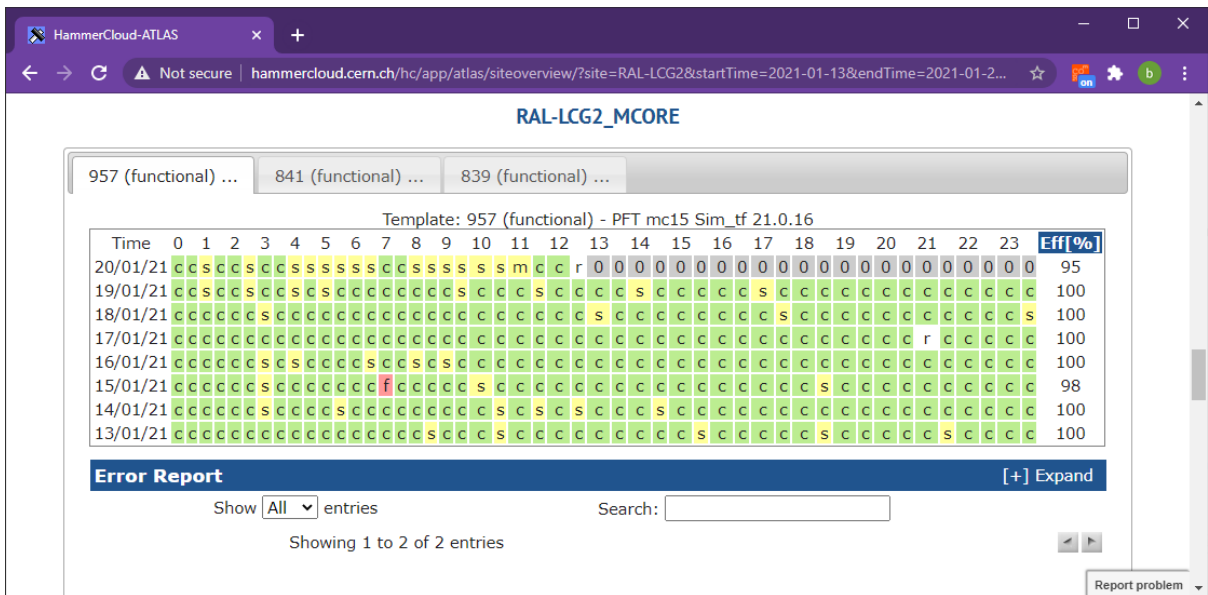 HammerCloud-ATLAS
Not secure | hammercloud.cern.ch/hc/app/atlas/siteoverview/?site=RAL-LCG2&startTime=2021-01-13&endTime=2021-01-2...
on
b
RAL-LCG2_MCORE
957 (functional) ... 841 (functional) ... 839 (functional) ...
Template: 957 (functional) - PFT mc15 Sim_tf 21.0.16
Time 0 1 2 3 4 5 6 7 8 9 10 11 12 13 14 15 16 17 18 19 20 21 22 23 Eff[%]
20/01/21 c c s c c s c c s s s s s s c c s s s s s s m c c r 0 0 0 0 0 0 0 0 0 0 0 0 0 0 0 0 0 0 0 0 0 0 95
19/01/21 c c s c c s c c s c s c c c c c c c c s c c c s c c c c s c c c c c s c c c c c c c c c c c c c 100
18/01/21 c c c c c c s c c c c c c c c c c c c c c c c c c c s c c c c c c c c s c c c c c c c c c c c s 100
17/01/21 c c c c c c c c c c c c c c c c c c c c c c c c c c c c c c c c c c c c c c c c c c r c c c c c 100
16/01/21 c c c c c c s c s c c c c s c c s c s c c c c c c c c c c c c c c c c c c c c c c c c c c c c c 100
15/01/21 c c c c c c s c c c c c c c f c c c c c s c c c c c c c c c c c c c c c c s c c c c c c c c c c 98
14/01/21 c c c c c c s c c c c s c c c c c c c c c s c s c s c c c s c c c c c c c c c c c c c c c c c c 100
13/01/21 c c c c c c c c c c c c c c c c c s c c c s c c c c c c c c c s c c c c c s c c c c c s c c c c 100
Error Report [+] Expand
Show All entries Search:
Showing 1 to 2 of 2 entries
Report problem